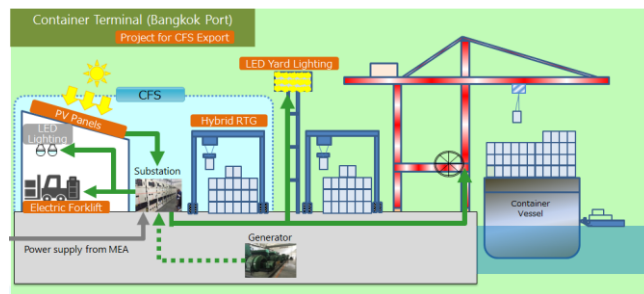 Container Terminal (Bangkok Port)
Project for CFS Export
LED Yard Lighting
CFS
PV Panels
Hybrid RTG
LED
Lighting
Substation
Electric Forklift
Container
Vessel
Power supply from MEA
Generator